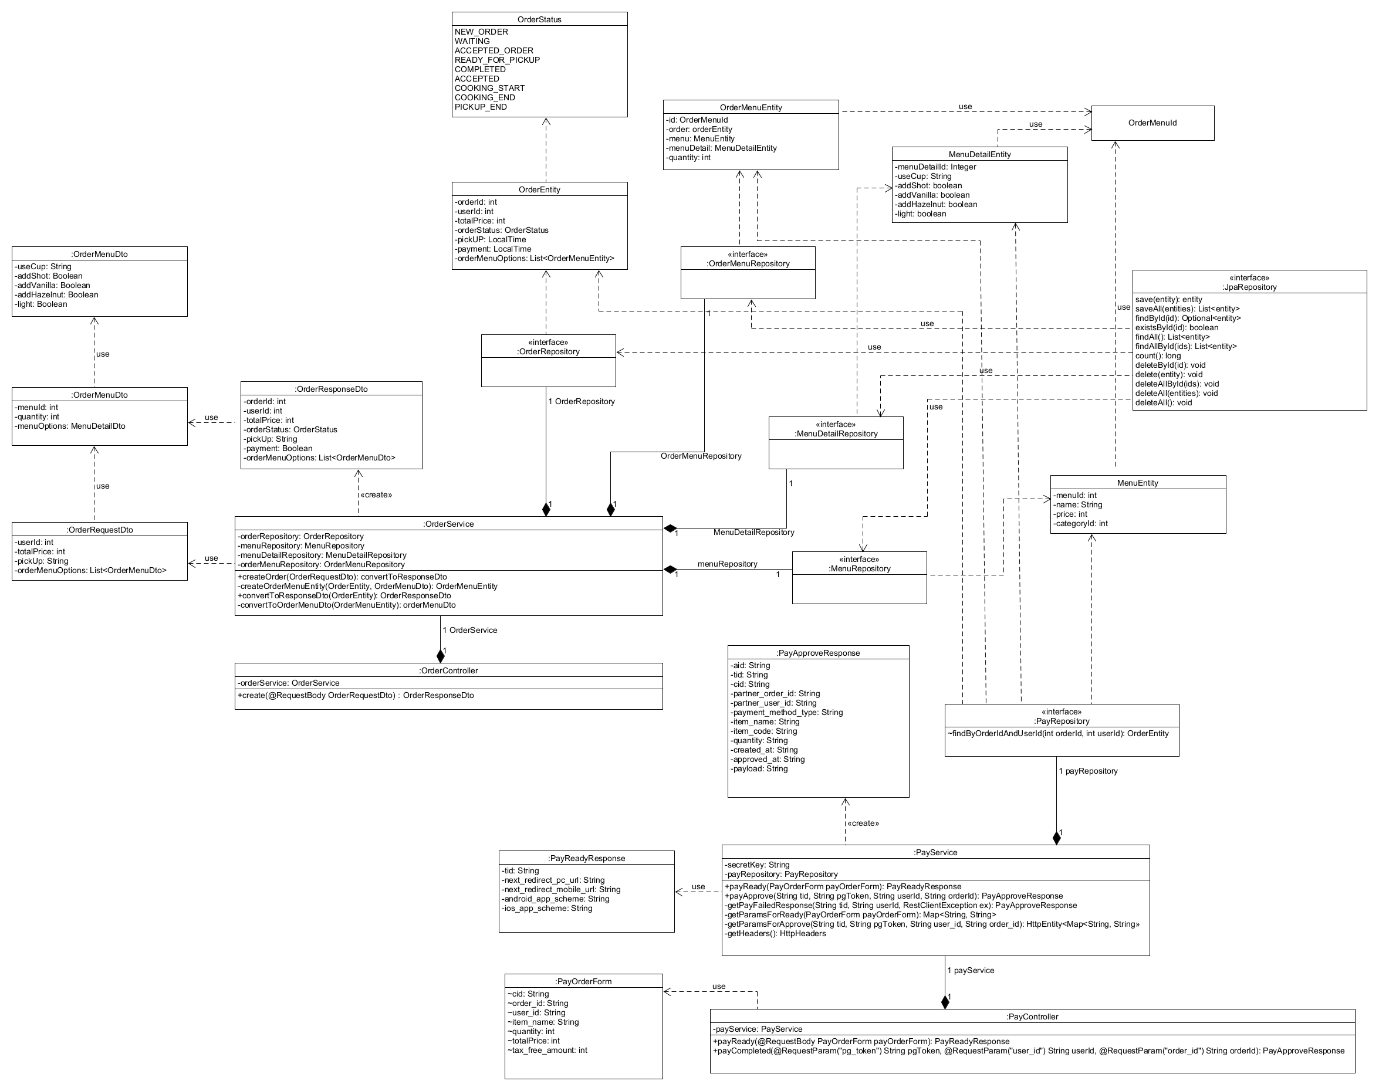 OrderStatus
NEW_ORDER
WAITING
ACCEPTED_ORDER
READY_FOR_PICKUP
COMPLETED
ACCEPTED
COOKING_START
COOKING_END
PICKUP_END
OrderMenuEntity
-id: OrderMenuId
-order: orderEntity
-menu: MenuEntity
-menuDetail: MenuDetailEntity
-quantity: int
use
OrderMenuId
use
MenuDetailEntity
-menuDetailId: Integer
-useCup: String
-addShot: boolean
-addVanilla: boolean
-addHazelnut: boolean
-light: boolean
OrderEntity
-orderId: int
-userId: int
-totalPrice: int
-orderStatus: OrderStatus
-pickUP: LocalTime
-payment: LocalTime
-orderMenuOptions: List<OrderMenuEntity>
:OrderMenuDto
-useCup: String
-addShot: Boolean
-addVanilla: Boolean
-addHazelnut: Boolean
-light: Boolean
«interface»
:OrderMenuRepository
1
«interface»
:JpaRepository
save(entity): entity
saveAll(entities): List<entity>
findById(id): Optional<entity>
existsById(id): boolean
findAll(): List<entity>
findAllById(ids): List<entity>
count(): long
deleteById(id): void
delete(entity): void
deleteAllById(ids): void
deleteAll(entities): void
deleteAll(): void
use
use
use
use
use
«interface»
:OrderRepository
1 OrderRepository
use
:OrderMenuDto
-menuId: int
-quantity: int
-menuOptions: MenuDetailDto
use
:OrderResponseDto
-orderId: int
-userId: int
-totalPrice: int
-orderStatus: OrderStatus
-pickUp: String
-payment: Boolean
-orderMenuOptions: List<OrderMenuDto>
«create»
OrderMenuRepository
«interface»
:MenuDetailRepository
1
MenuDetailRepository
MenuEntity
-menuId: int
-name: String
-price: int
-categoryId: int
use
:OrderRequestDto
-userId: int
-totalPrice: int
-pickUp: String
-orderMenuOptions: List<OrderMenuDto>
use
1
1
:OrderService
-orderRepository: OrderRepository
-menuRepository: MenuRepository
-menuDetailRepository: MenuDetailRepository
-orderMenuRepository: OrderMenuRepository
+createOrder(OrderRequestDto): convertToResponseDto
-createOrderMenuEntity(OrderEntity, OrderMenuDto): OrderMenuEntity
+convertToResponseDto(OrderEntity): OrderResponseDto
-convertToOrderMenuDto(OrderMenuEntity): orderMenuDto
1
menuRepository
1
1
«interface»
:MenuRepository
1 OrderService
1
:OrderController
-orderService: OrderService
+create(@RequestBody OrderRequestDto) : OrderResponseDto
:PayApproveResponse
-aid: String
-tid: String
-cid: String
-partner_order_id: String
-partner_user_id: String
-payment_method_type: String
-item_name: String
-item_code: String
-quantity: String
-created_at: String
-approved_at: String
-payload: String
«interface»
:PayRepository
~findByOrderIdAndUserId(int orderId, int userId): OrderEntity
1 payRepository
1
«create»
:PayReadyResponse
-tid: String
-next_redirect_pc_url: String
-next_redirect_mobile_url: String
-android_app_scheme: String
-ios_app_scheme: String
use
:PayService
-secretKey: String
-payRepository: PayRepository
+payReady(PayOrderForm payOrderForm): PayReadyResponse
+payApprove(String tid, String pgToken, String userId, String orderId): PayApproveResponse
-getPayFailedResponse(String tid, String userId, RestClientException ex): PayApproveResponse
-getParamsForReady(PayOrderForm payOrderForm): Map<String, String>
-getParamsForApprove(String tid, String pgToken, String user_id, String order_id): HttpEntity<Map<String, String>
-getHeaders(): HttpHeaders
1 payService
1
:PayOrderForm
~cid: String
~order_id: String
~user_id: String
~item_name: String
~quantity: int
~totalPrice: int
~tax_free_amount: int
use
:PayController
-payService: PayService
+payReady(@RequestBody PayOrderForm payOrderForm): PayReadyResponse
+payCompleted(@RequestParam("pg_token") String pgToken, @RequestParam("user_id") String userId, @RequestParam("order_id") String orderId): PayApproveResponse